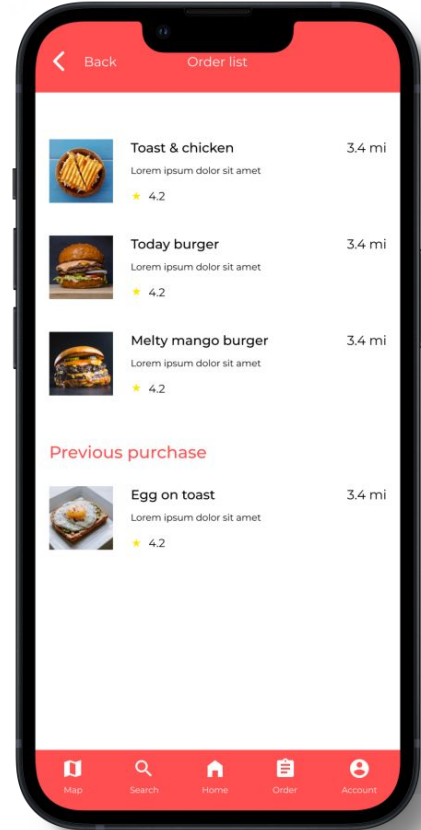 Back
Order list
Toast & chicken
3.4 mi
Lorem ipsum dolor sit amet
4.2
Today burger
3.4 mi
Lorem ipsum dolor sit amet
4.2
Melty mango burger
3.4 mi
Lorem ipsum dolor sit amet
4.2
Previous purchase
Egg on toast
3.4 mi
Lorem ipsum dolor sit amet
4.2
Map
Search
Home
Order
Account